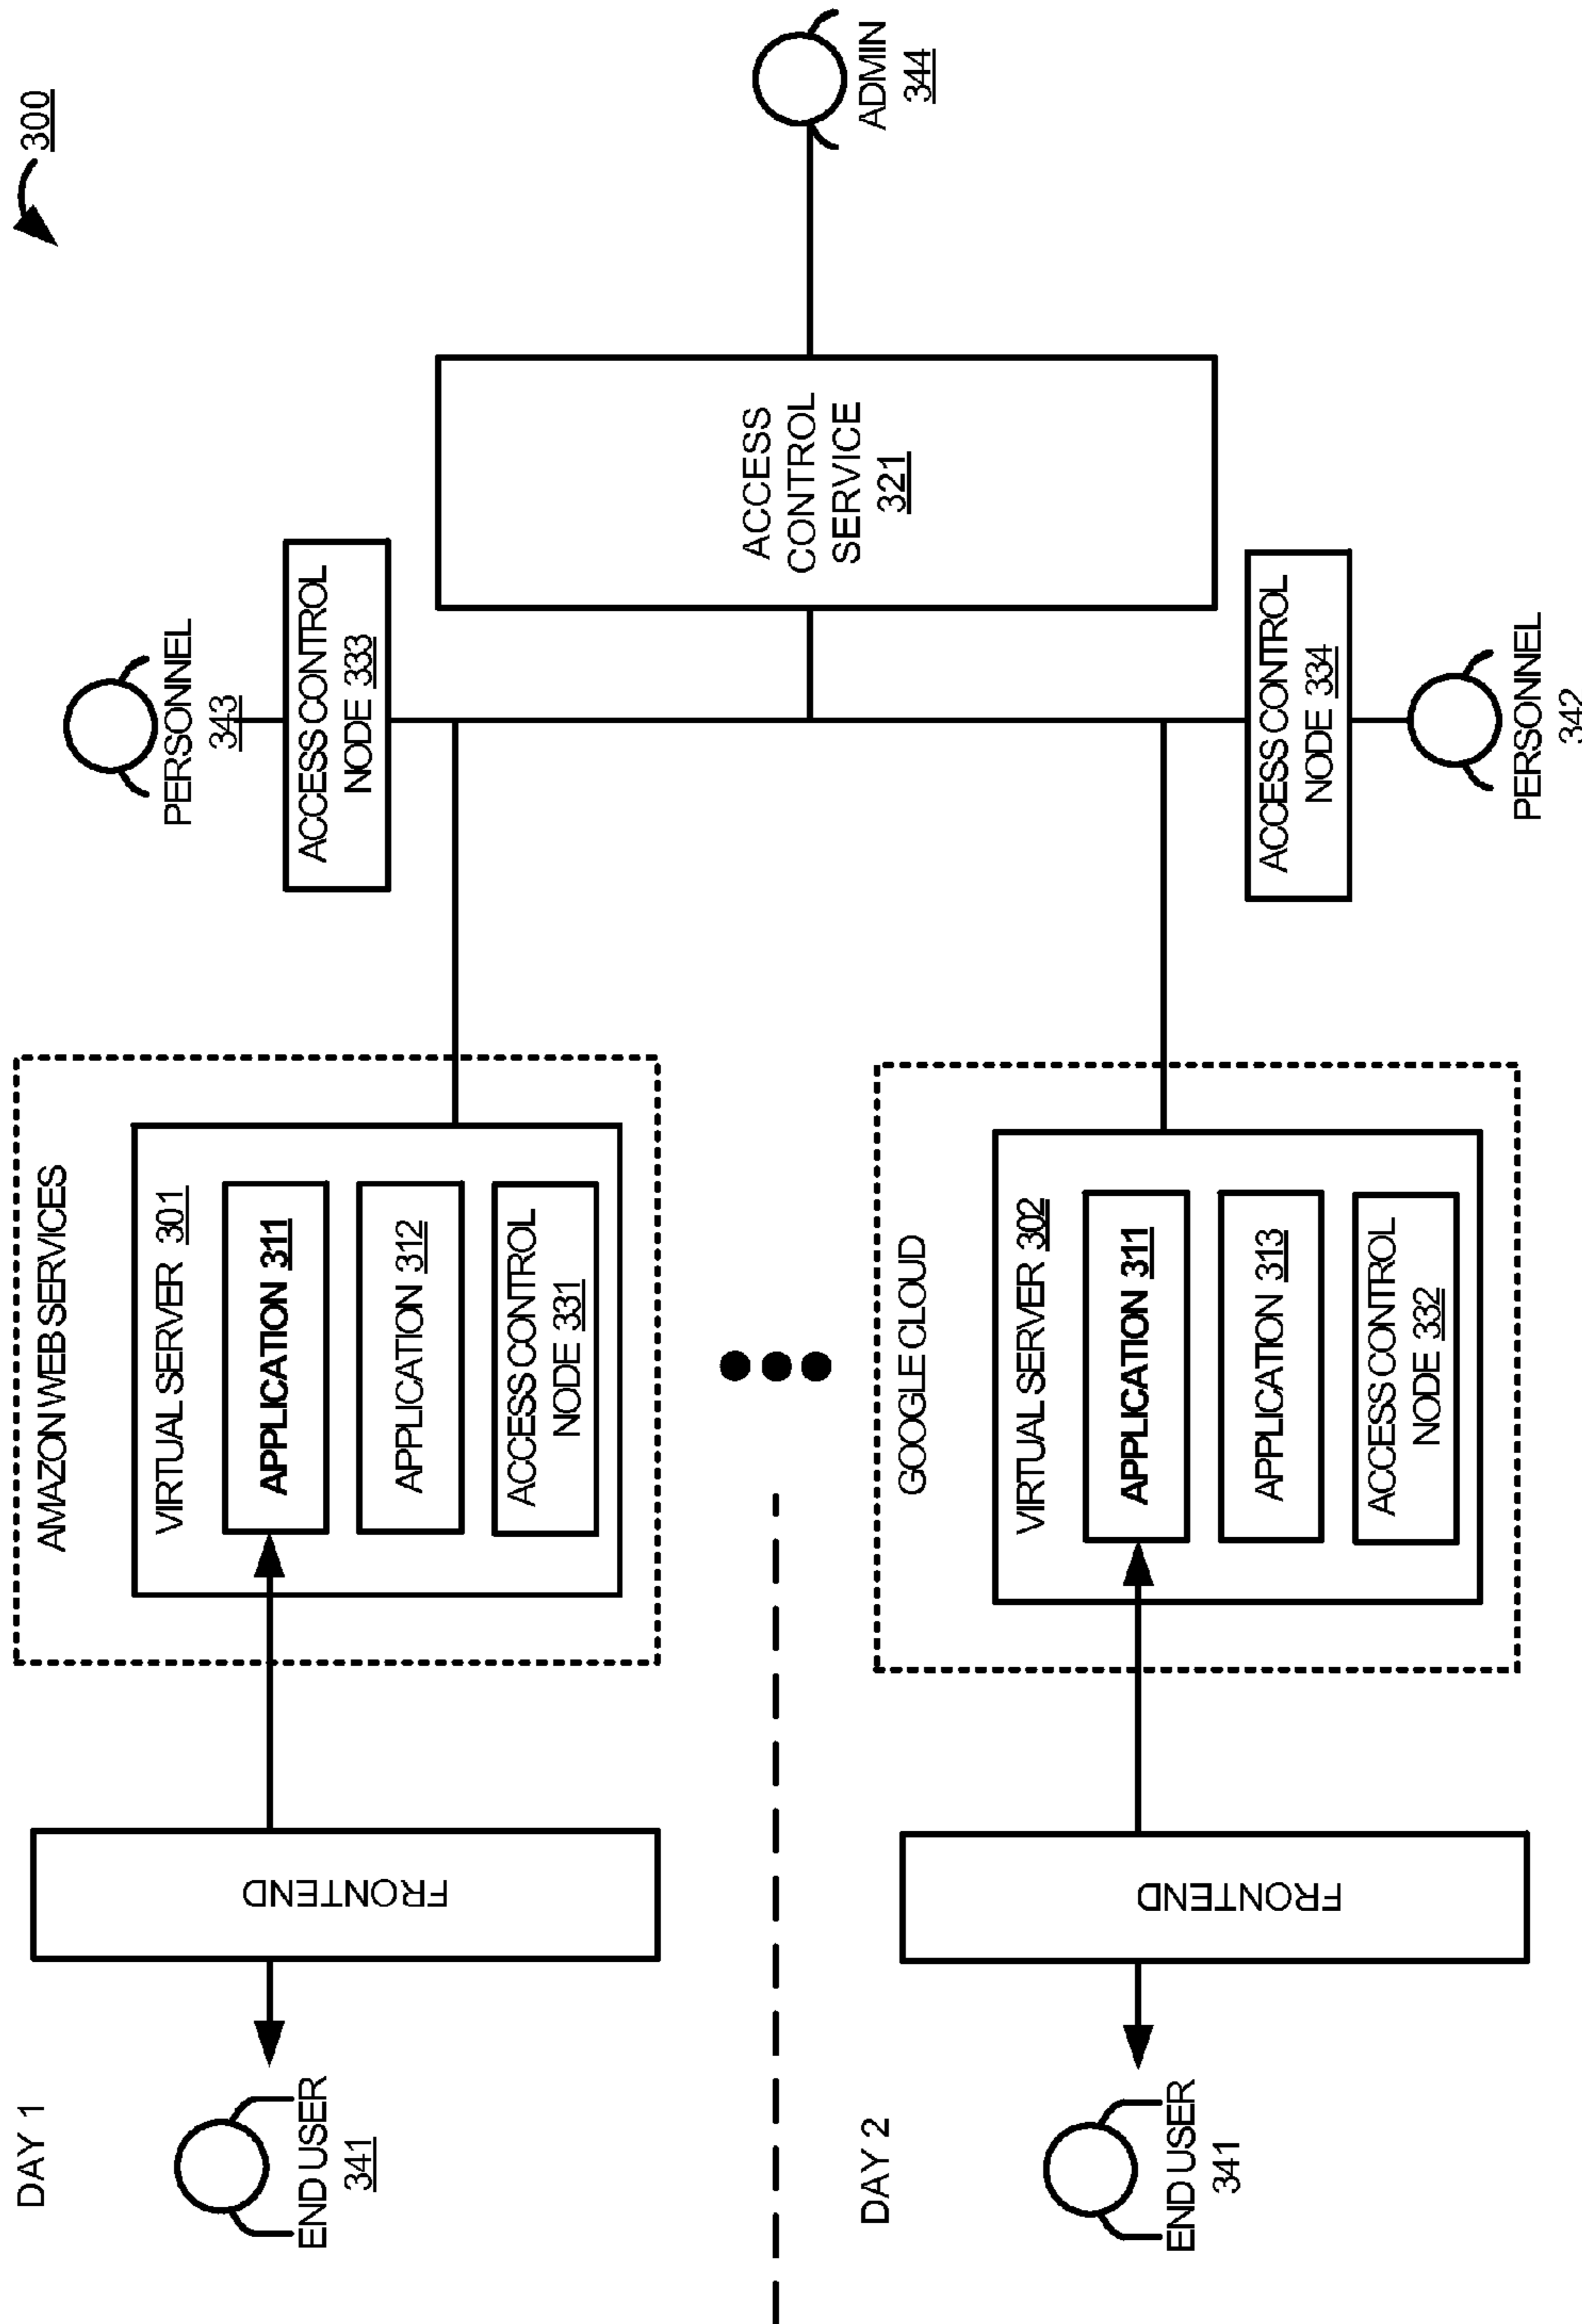 300
DAY 1
END USER
341
FRONTEND
AMAZON WEB SERVICES
VIRTUAL SERVER 301
APPLICATION 311
APPLICATION 312
ACCESS CONTROL
NODE 331
PERSONNEL
343
ACCESS CONTROL
NODE 333
ACCESS
CONTROL
SERVICE
321
ADMIN
344
DAY 2
END USER
341
FRONTEND
GOOGLE CLOUD
VIRTUAL SERVER 302
APPLICATION 311
APPLICATION 313
ACCESS CONTROL
NODE 332
ACCESS CONTROL
NODE 334
PERSONNEL
342